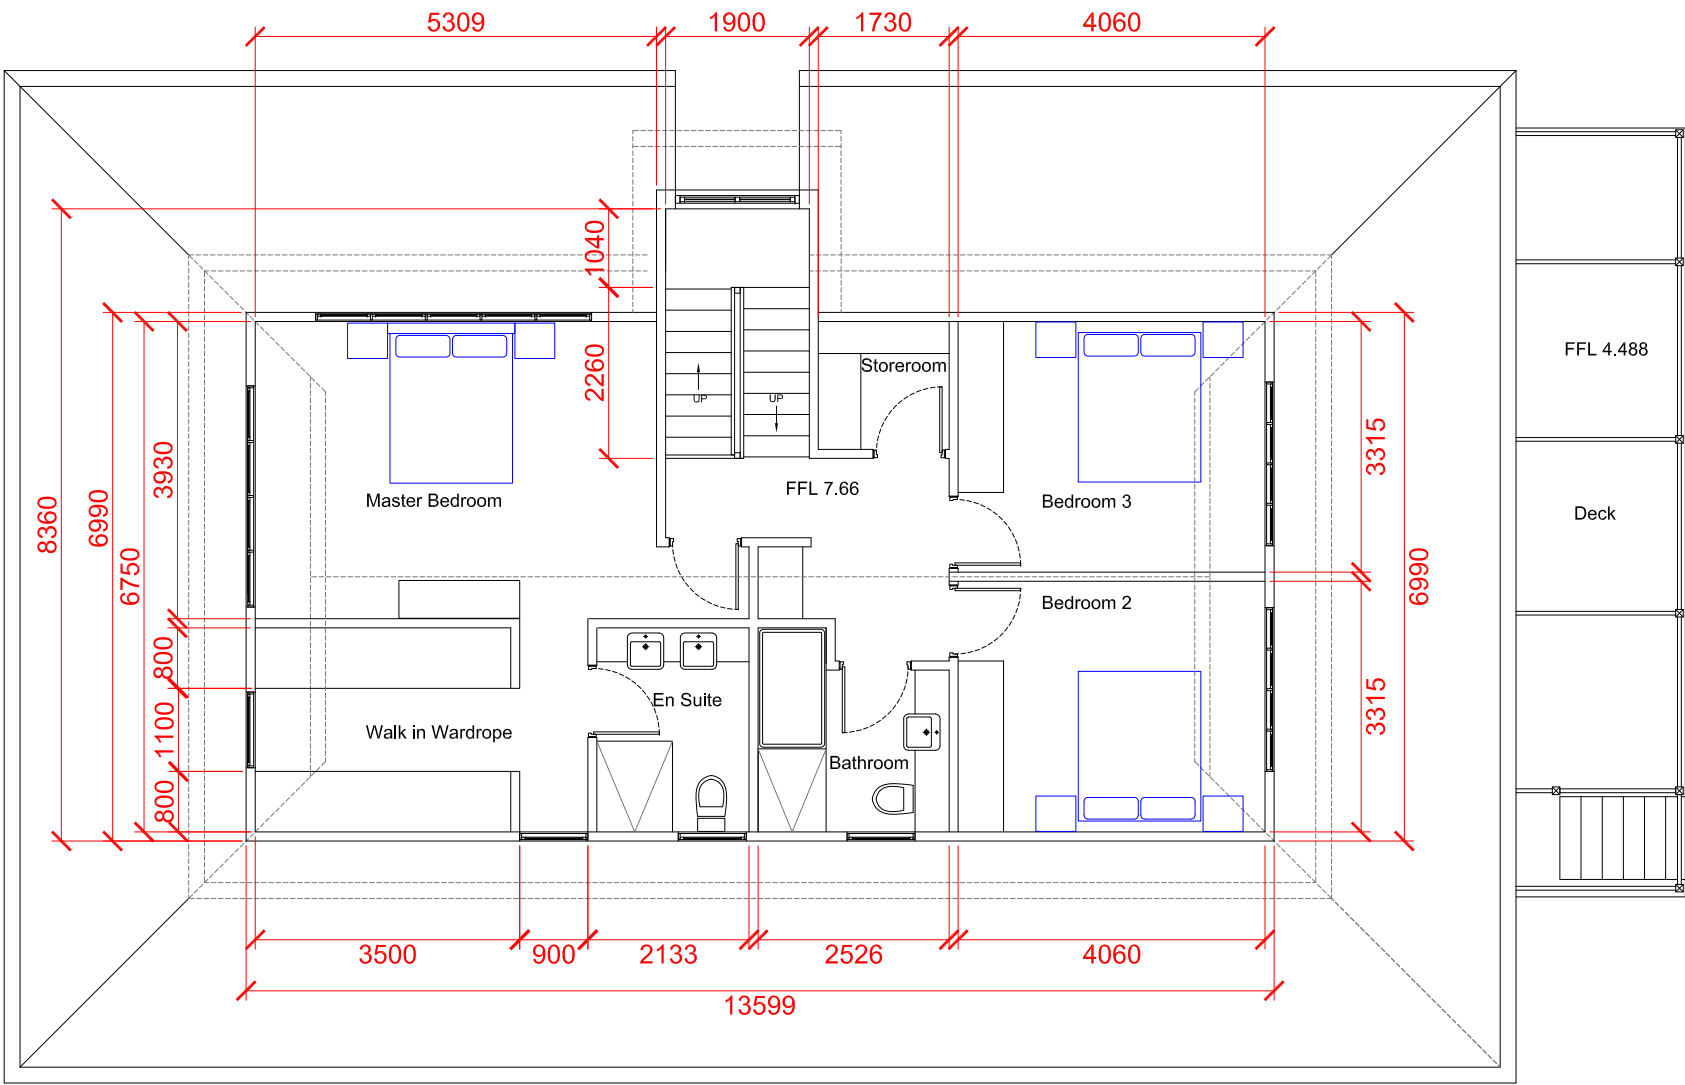 5309
1900
1730
4060
1040
2260
8360
6990
6750
3930
800
1100
800
3315
3315
6990
Storeroom
UP
UP
FFL 4.488
FFL 7.66
Master Bedroom
Bedroom 3
Deck
Bedroom 2
En Suite
Walk in Wardrope
Bathroom
3500
900
2133
2526
4060
13599